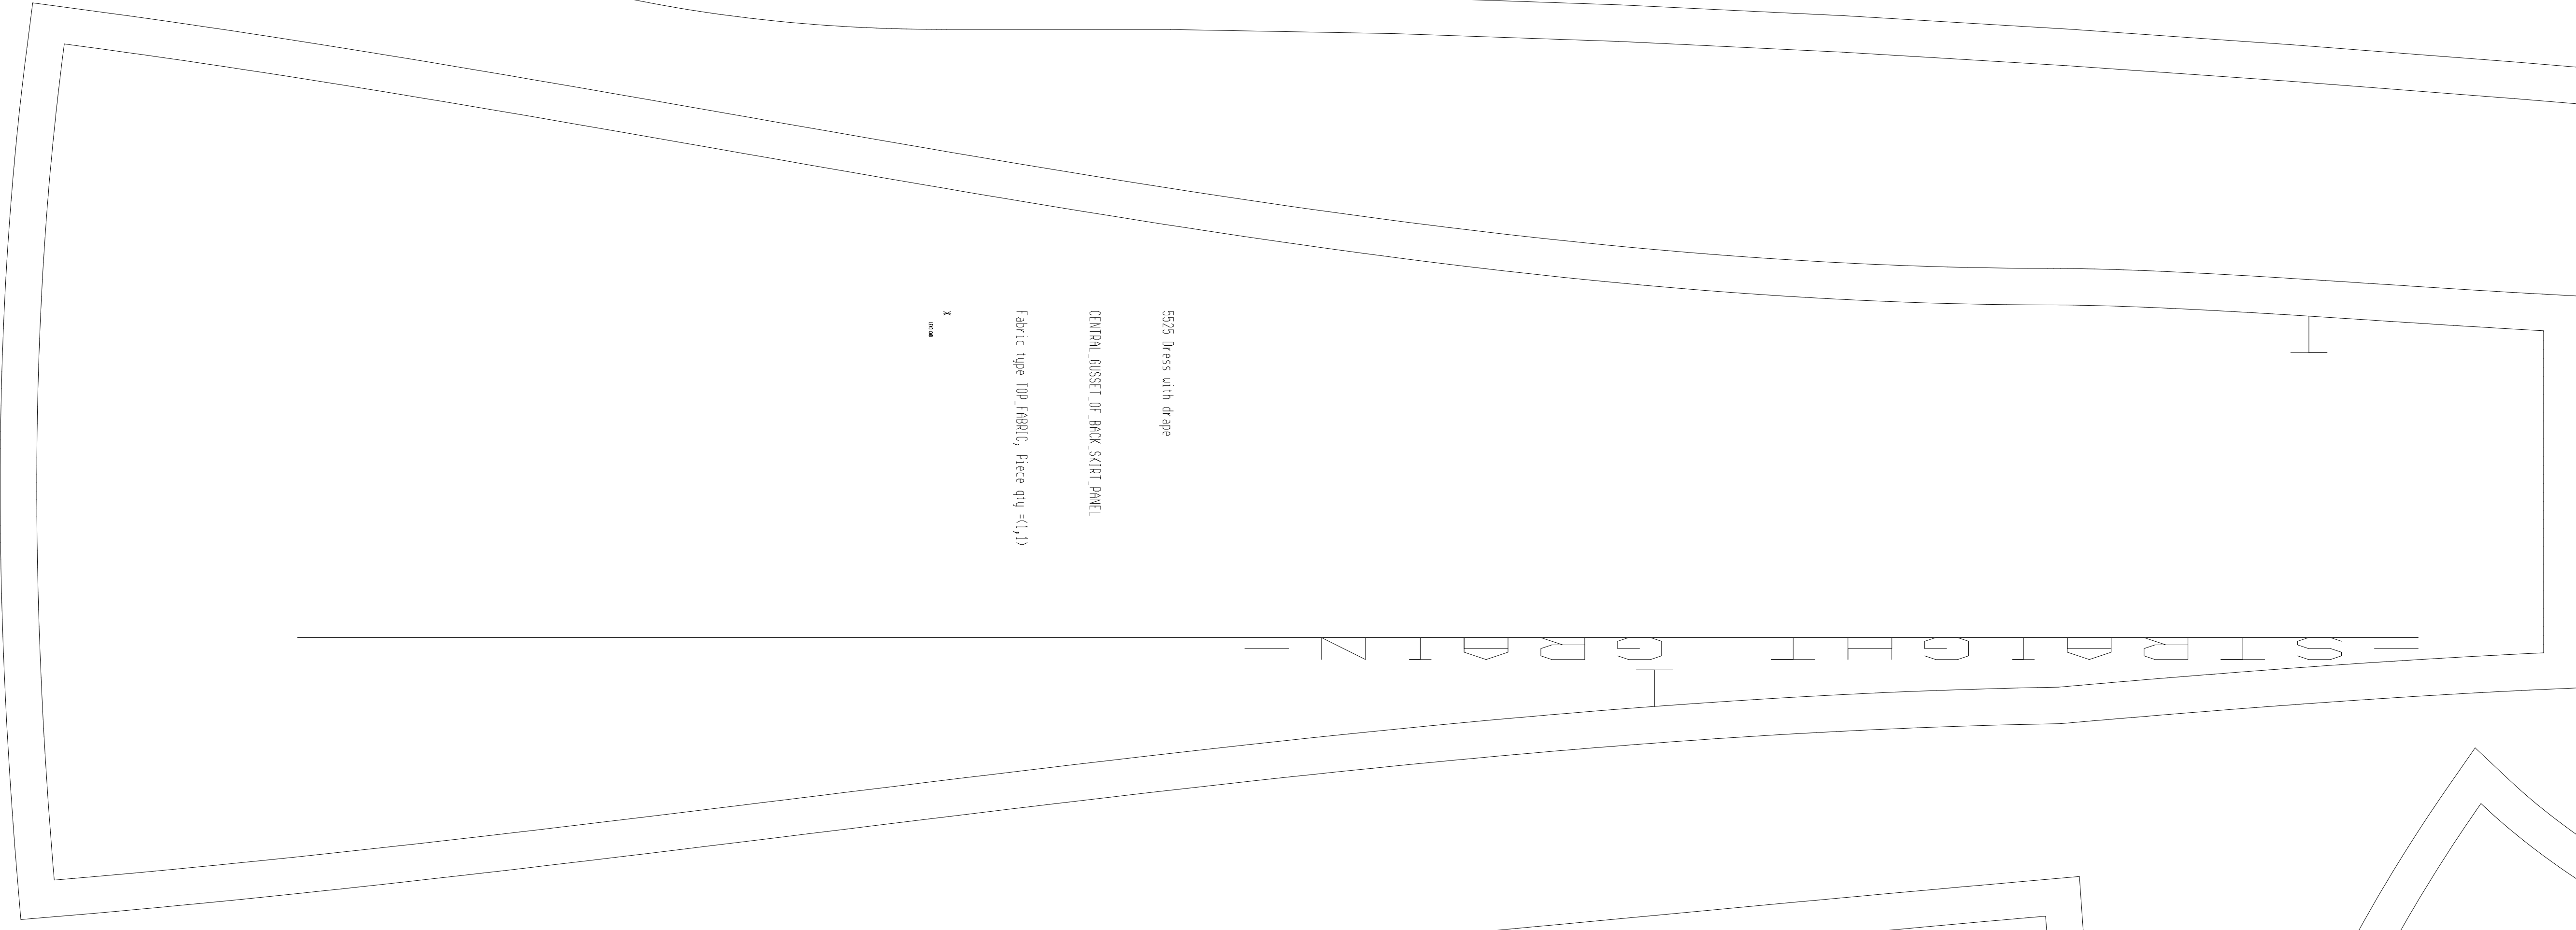 5525 Dress with drape
CENTRAL_GUSSET_OF_BACK_SKIRT_PANEL
Fabric type TOP_FABRIC, Piece qty =(1,1)
X
-STRAIGHT GRAIN-